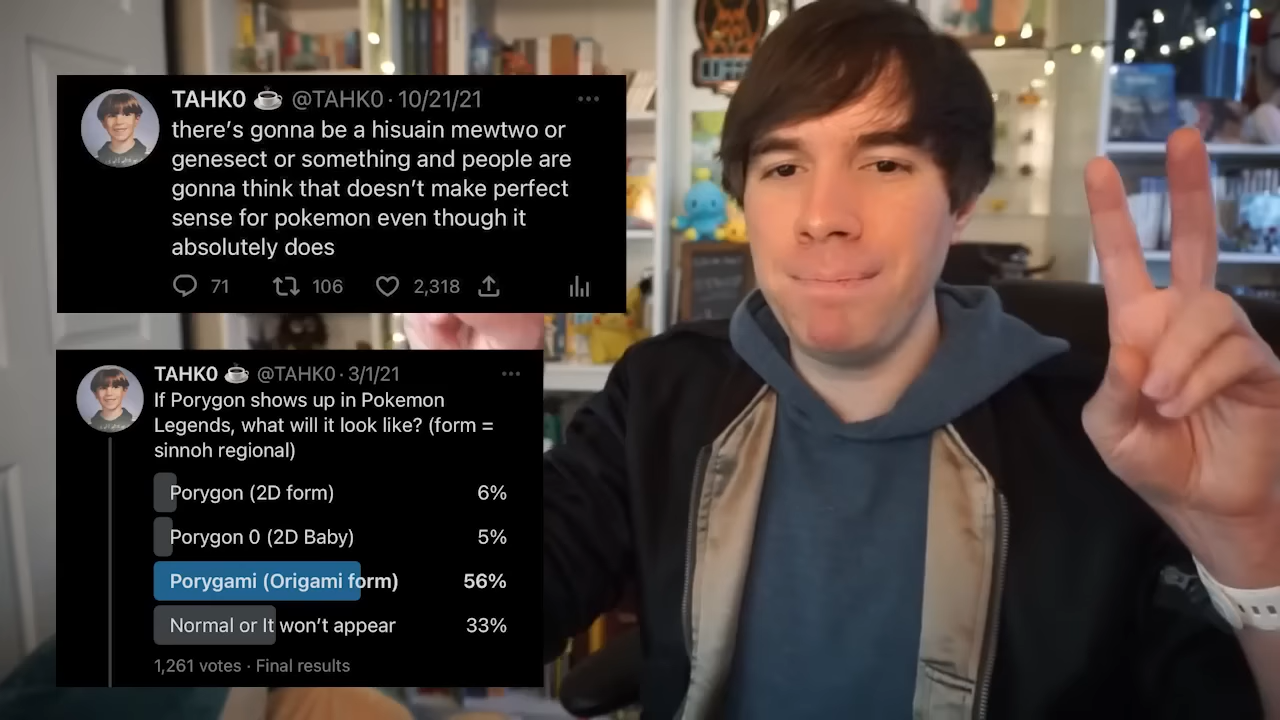 TAHK0 ☕ @TAHK0 · 10/21/21
there's gonna be a hisuain mewtwo or
genesect or something and people are
gonna think that doesn't make perfect
sense for pokemon even though it
absolutely does
71 106 2,318
TAHK0 ☕ @TAHK0 · 3/1/21
If Porygon shows up in Pokemon
Legends, what will it look like? (form =
sinnoh regional)
Porygon (2D form) 6%
Porygon 0 (2D Baby) 5%
Porygami (Origami form) 56%
Normal or It won't appear 33%
1,261 votes · Final results